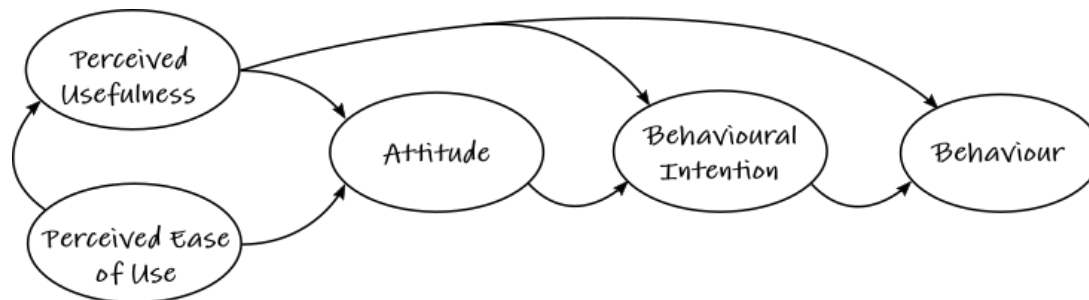 Perceived
Usefulness
Attitude
Behavioural
Intention
Behaviour
Perceived Ease
of Use